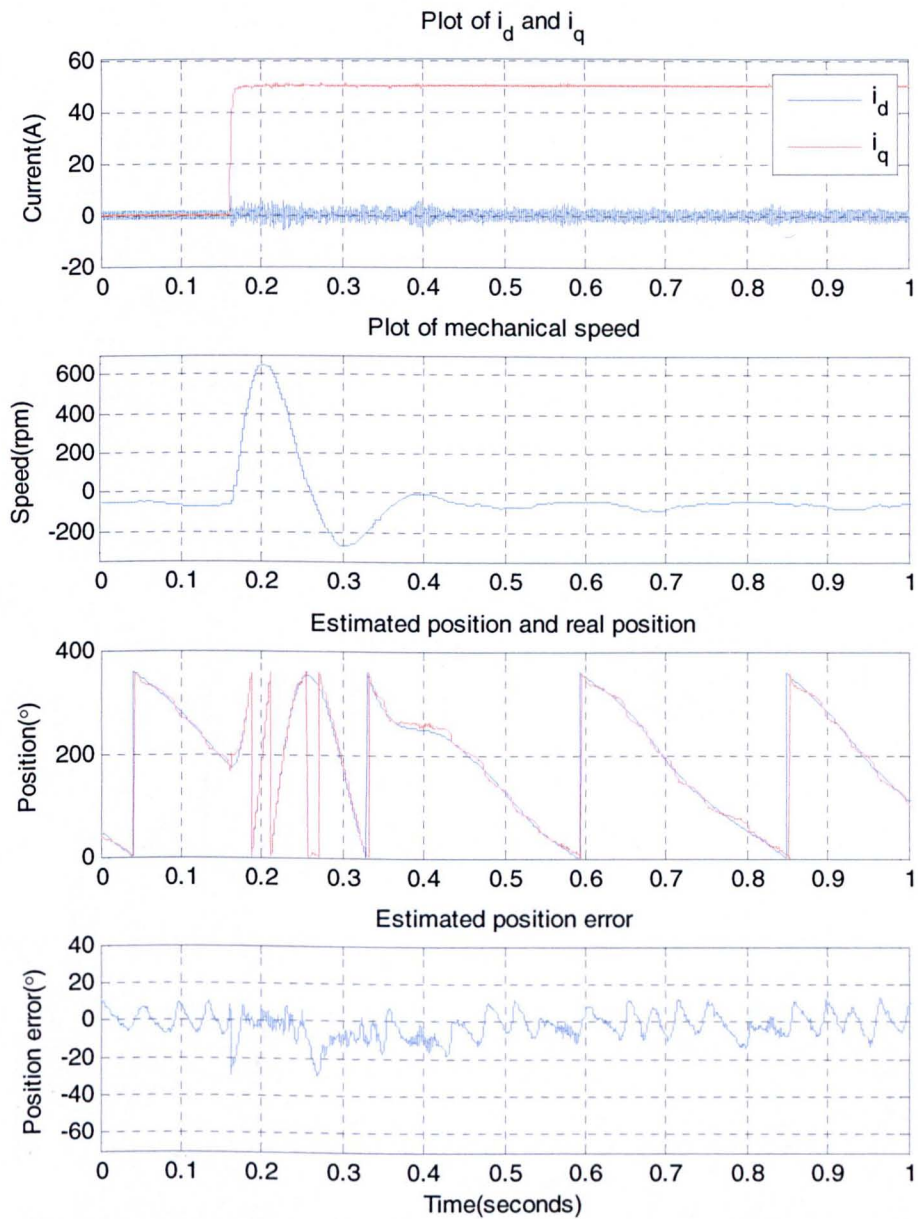 Plot of i_d and i_q
60
40
20
0
-20
Current(A)
i_d
i_q
0 0.1 0.2 0.3 0.4 0.5 0.6 0.7 0.8 0.9 1
Plot of mechanical speed
600
400
200
0
-200
Speed(rpm)
0 0.1 0.2 0.3 0.4 0.5 0.6 0.7 0.8 0.9 1
Estimated position and real position
400
200
0
Position(°)
0 0.1 0.2 0.3 0.4 0.5 0.6 0.7 0.8 0.9 1
Estimated position error
40
20
0
-20
-40
-60
Position error(°)
0 0.1 0.2 0.3 0.4 0.5 0.6 0.7 0.8 0.9 1
Time(seconds)